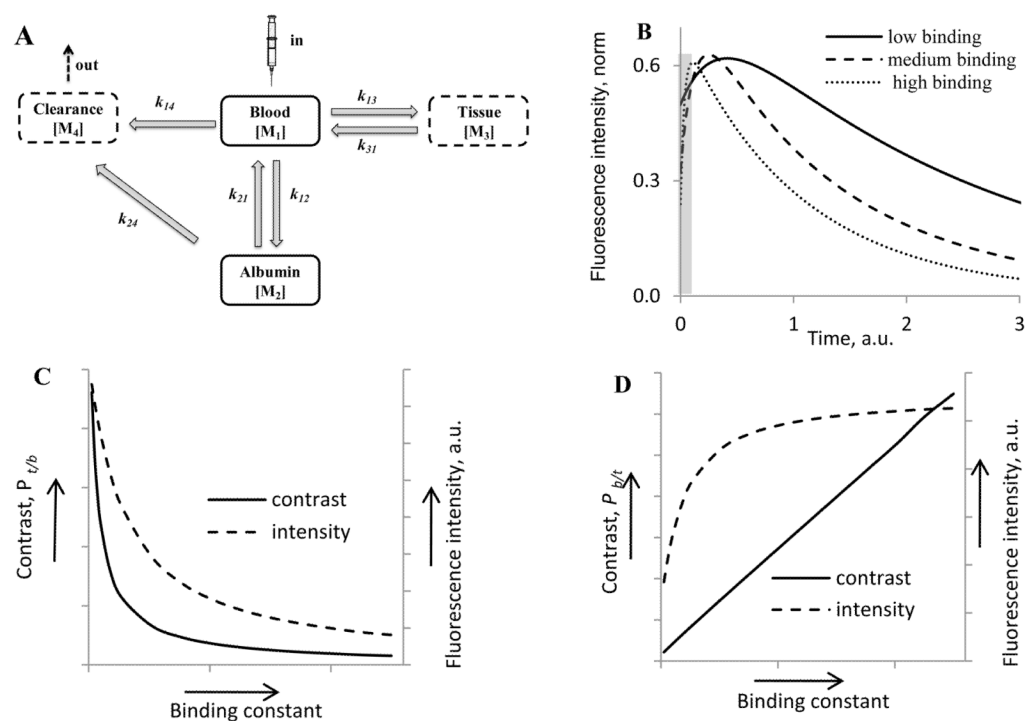 A
in
out
Clearance
[M4]
k14
Blood
[M1]
k13
k31
Tissue
[M3]
k24
k21
k12
Albumin
[M2]
B
Fluorescence intensity, norm
0.6
0.3
0.0
low binding
medium binding
high binding
0
1
2
3
Time, a.u.
C
Contrast, P t/b
contrast
intensity
Fluorescence intensity, a.u.
Binding constant
D
Contrast, Pb/t
contrast
intensity
Fluorescence intensity, a.u.
Binding constant